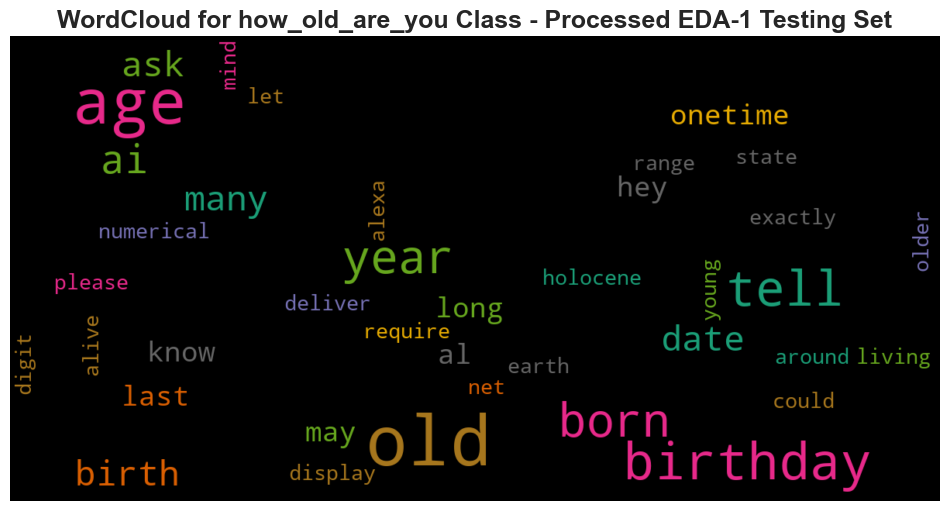 WordCloud for how_old_are_you Class - Processed EDA-1 Testing Set
ask
mind
let
age
onetime
ai
range
state
many
hey
alexa
numerical
exactly
older
year
please
deliver
holocene
young
tell
long
require
digit
alive
know
al
earth
date
around
living
last
net
could
may
old
born
birth
display
birthday